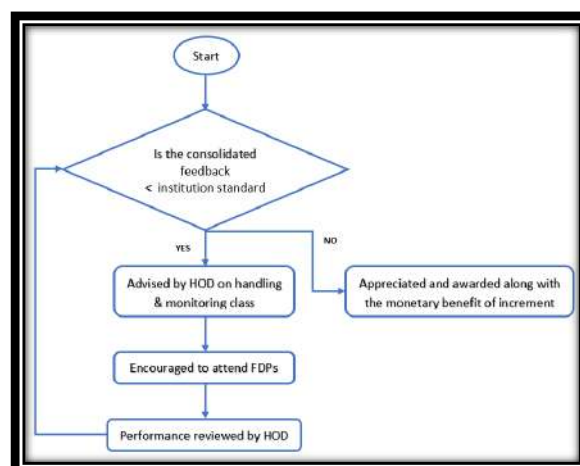 Start
Is the consolidated
feedback
< institution standard
YES
NO
Advised by HOD on handling
& monitoring class
Appreciated and awarded along with
the monetary benefit of increment
Encouraged to attend FDPs
Performance reviewed by HOD